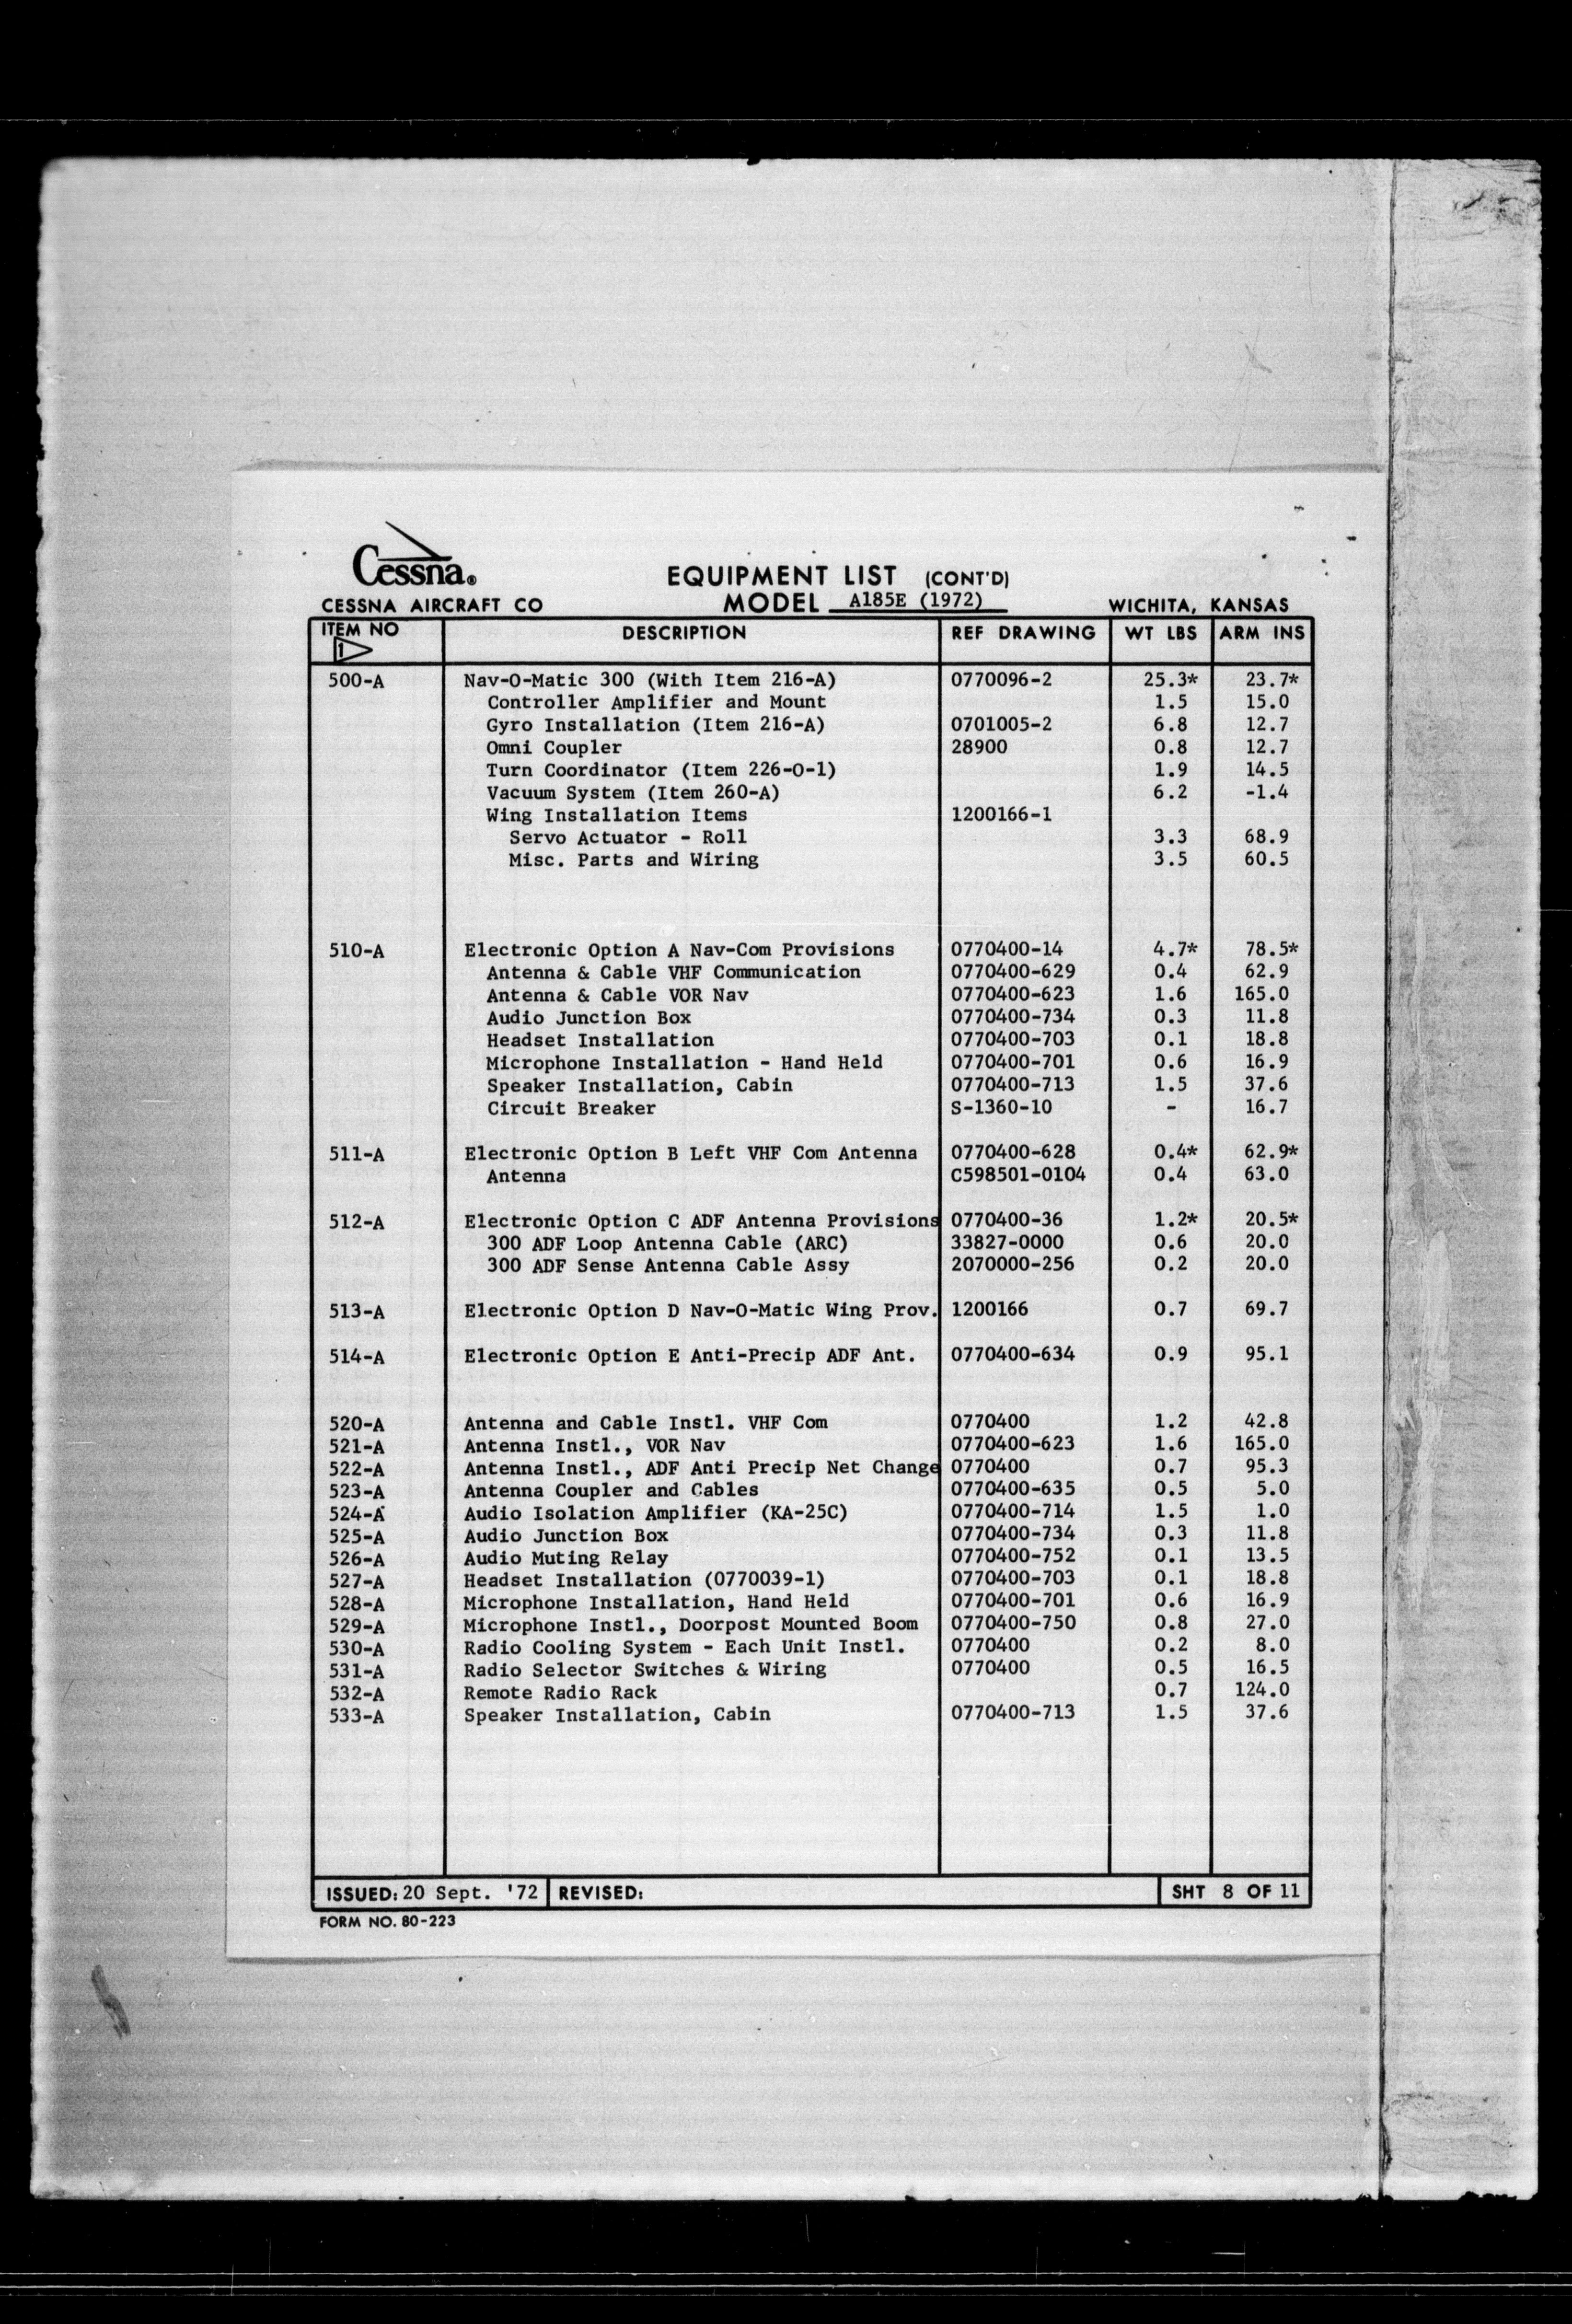 Cessna®
EQUIPMENT LIST (CONT'D)
CESSNA AIRCRAFT CO MODEL A185E (1972) WICHITA, KANSAS
ITEM NO DESCRIPTION REF DRAWING WT LBS ARM INS
1
500-A Nav-O-Matic 300 (With Item 216-A) 0770096-2 25.3* 23.7*
Controller Amplifier and Mount 1.5 15.0
Gyro Installation (Item 216-A) 0701005-2 6.8 12.7
Omni Coupler 28900 0.8 12.7
Turn Coordinator (Item 226-O-1) 1.9 14.5
Vacuum System (Item 260-A) 6.2 -1.4
Wing Installation Items 1200166-1
Servo Actuator - Roll 3.3 68.9
Misc. Parts and Wiring 3.5 60.5
510-A Electronic Option A Nav-Com Provisions 0770400-14 4.7* 78.5*
Antenna & Cable VHF Communication 0770400-629 0.4 62.9
Antenna & Cable VOR Nav 0770400-623 1.6 165.0
Audio Junction Box 0770400-734 0.3 11.8
Headset Installation 0770400-703 0.1 18.8
Microphone Installation - Hand Held 0770400-701 0.6 16.9
Speaker Installation, Cabin 0770400-713 1.5 37.6
Circuit Breaker S-1360-10 - 16.7
511-A Electronic Option B Left VHF Com Antenna 0770400-628 0.4* 62.9*
Antenna C598501-0104 0.4 63.0
512-A Electronic Option C ADF Antenna Provisions 0770400-36 1.2* 20.5*
300 ADF Loop Antenna Cable (ARC) 33827-0000 0.6 20.0
300 ADF Sense Antenna Cable Assy 2070000-256 0.2 20.0
513-A Electronic Option D Nav-O-Matic Wing Prov. 1200166 0.7 69.7
514-A Electronic Option E Anti-Precip ADF Ant. 0770400-634 0.9 95.1
520-A Antenna and Cable Instl. VHF Com 0770400 1.2 42.8
521-A Antenna Instl., VOR Nav 0770400-623 1.6 165.0
522-A Antenna Instl., ADF Anti Precip Net Change 0770400 0.7 95.3
523-A Antenna Coupler and Cables 0770400-635 0.5 5.0
524-A Audio Isolation Amplifier (KA-25C) 0770400-714 1.5 1.0
525-A Audio Junction Box 0770400-734 0.3 11.8
526-A Audio Muting Relay 0770400-752 0.1 13.5
527-A Headset Installation (0770039-1) 0770400-703 0.1 18.8
528-A Microphone Installation, Hand Held 0770400-701 0.6 16.9
529-A Microphone Instl., Doorpost Mounted Boom 0770400-750 0.8 27.0
530-A Radio Cooling System - Each Unit Instl. 0770400 0.2 8.0
531-A Radio Selector Switches & Wiring 0770400 0.5 16.5
532-A Remote Radio Rack 0.7 124.0
533-A Speaker Installation, Cabin 0770400-713 1.5 37.6
ISSUED: 20 Sept. '72 REVISED: SHT 8 OF 11
FORM NO. 80-223